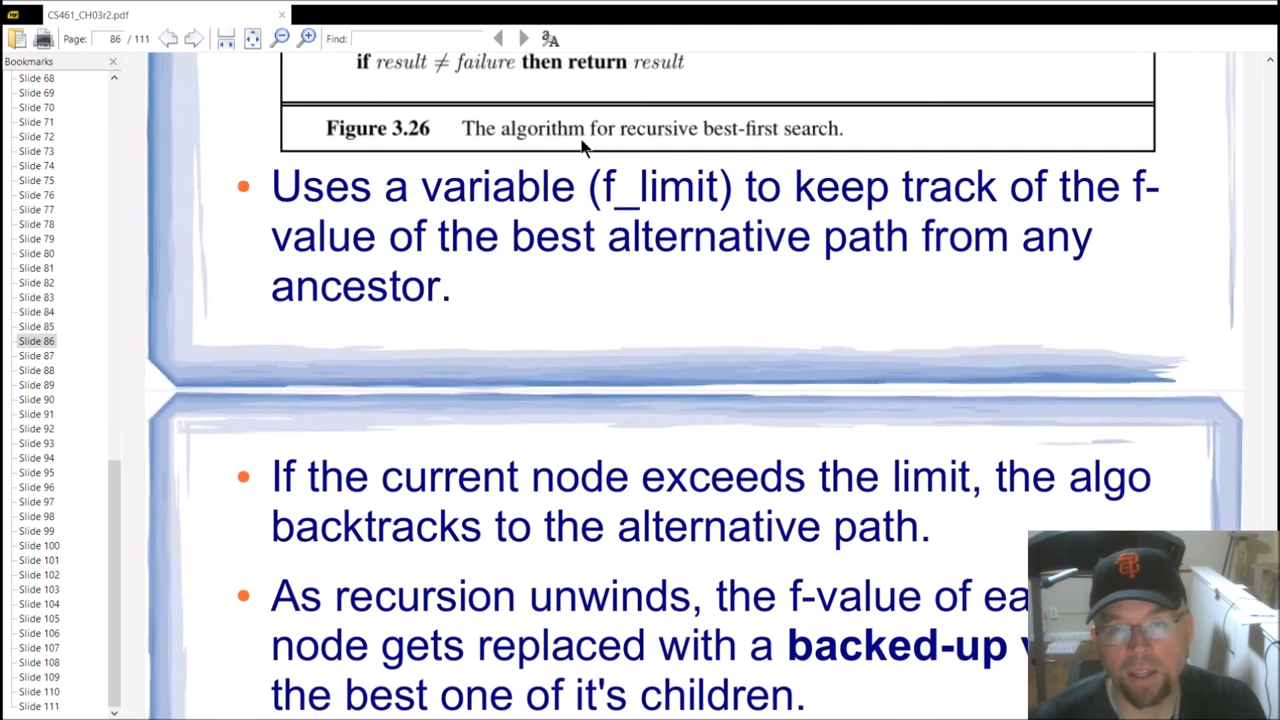 CS461_CH03r2.pdf
Page: 86 / 111
Find:
Bookmarks
Slide 68
Slide 69
Slide 70
Slide 71
Slide 72
Slide 73
Slide 74
Slide 75
Slide 76
Slide 77
Slide 78
Slide 79
Slide 80
Slide 81
Slide 82
Slide 83
Slide 84
Slide 85
Slide 86
Slide 87
Slide 88
Slide 89
Slide 90
Slide 91
Slide 92
Slide 93
Slide 94
Slide 95
Slide 96
Slide 97
Slide 98
Slide 99
Slide 100
Slide 101
Slide 102
Slide 103
Slide 104
Slide 105
Slide 106
Slide 107
Slide 108
Slide 109
Slide 110
Slide 111
if result ≠ failure then return result
Figure 3.26 The algorithm for recursive best-first search.
• Uses a variable (f_limit) to keep track of the f-
value of the best alternative path from any
ancestor.
• If the current node exceeds the limit, the algo
backtracks to the alternative path.
• As recursion unwinds, the f-value of
node gets replaced with a backed-up
the best one of it's children.